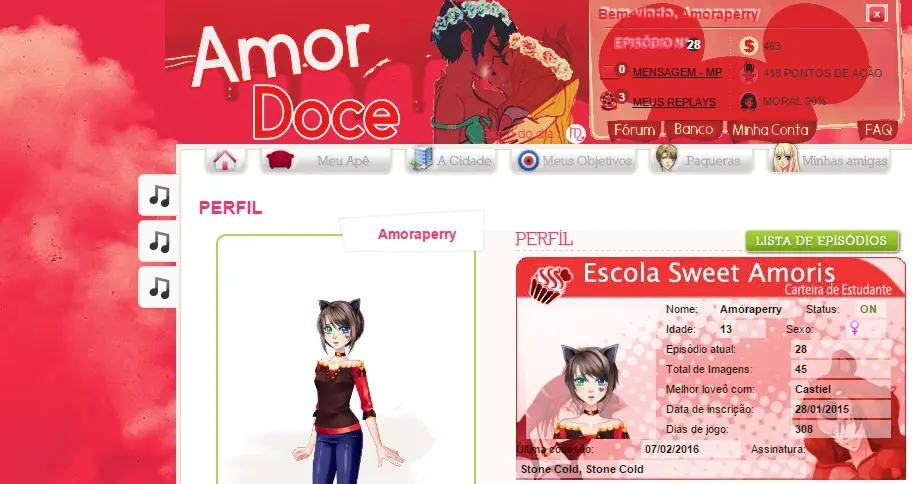 Amor
Doce
Bem-vindo, Amoraperry
x
EPISÓDIO Nº 28
463
0 MENSAGEM - MP
418 PONTOS DE AÇÃO
3 MEUS REPLAYS
MORAL 90%
do dia...
Fórum
Banco
Minha Conta
FAQ
Meu Apê
A Cidade
Meus Objetivos
Paqueras
Minhas amigas
PERFIL
Amoraperry
PERFIL
LISTA DE EPISÓDIOS
Escola Sweet Amoris
Carteira de Estudante
Nome: Amoraperry Status: ON
Idade: 13 Sexo:
Episódio atual: 28
Total de Imagens: 45
Melhor loveô com: Castiel
Data de inscrição: 28/01/2015
Dias de jogo: 308
Última conexão: 07/02/2016 Assinatura:
Stone Cold, Stone Cold